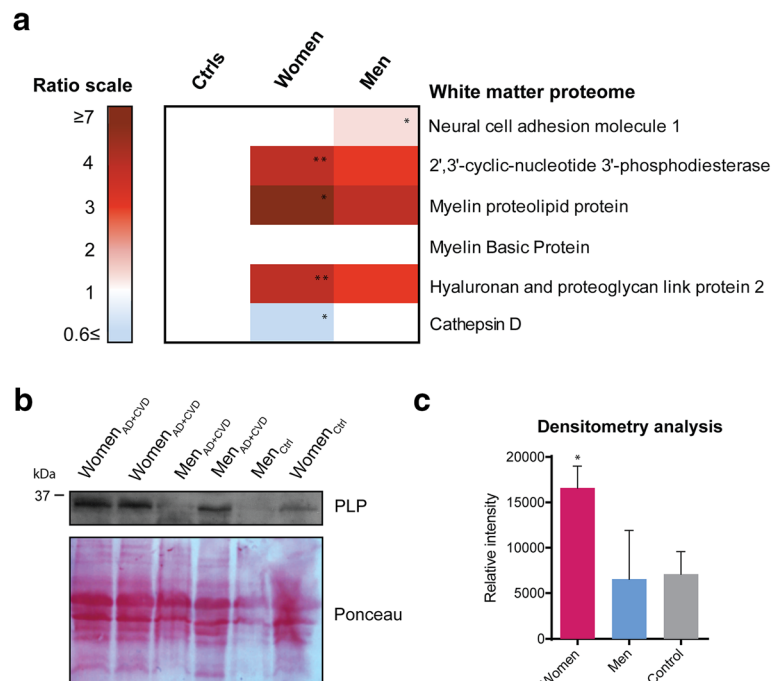 a
Ratio scale
≥7
4
3
2
1
0.6≤
Ctrls
Women
Men
White matter proteome
*
Neural cell adhesion molecule 1
**
2',3'-cyclic-nucleotide 3'-phosphodiesterase
*
Myelin proteolipid protein
Myelin Basic Protein
**
Hyaluronan and proteoglycan link protein 2
*
Cathepsin D
b
WomenAD+CVD
WomenAD+CVD
MenAD+CVD
MenAD+CVD
MenCtrl
WomenCtrl
kDa
37
PLP
Ponceau
c
Densitometry analysis
Relative intensity
20000
15000
10000
5000
0
*
Women
Men
Control